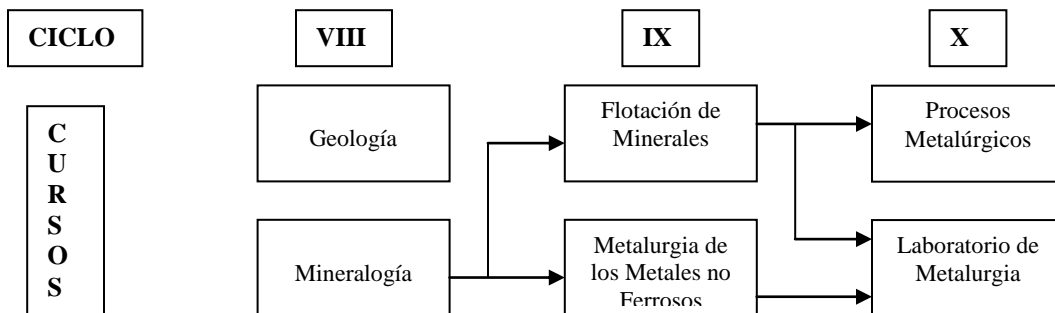 CICLO
VIII
IX
X
C
U
R
S
O
S
Geología
Flotación de
Minerales
Procesos
Metalúrgicos
Mineralogía
Metalurgia de
los Metales no
Ferrosos
Laboratorio de
Metalurgia